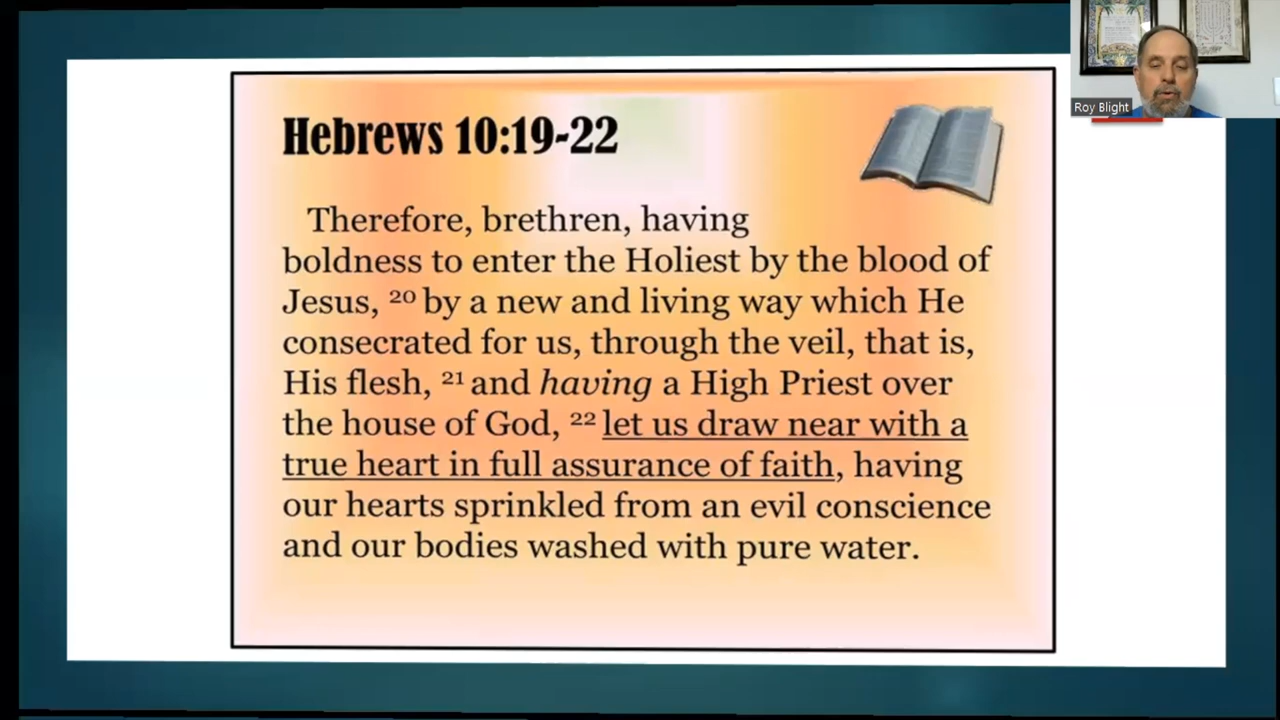 Hebrews 10:19-22
Therefore, brethren, having
boldness to enter the Holiest by the blood of
Jesus, 20 by a new and living way which He
consecrated for us, through the veil, that is,
His flesh, 21 and having a High Priest over
the house of God, 22 let us draw near with a
true heart in full assurance of faith, having
our hearts sprinkled from an evil conscience
and our bodies washed with pure water.
Roy Blight